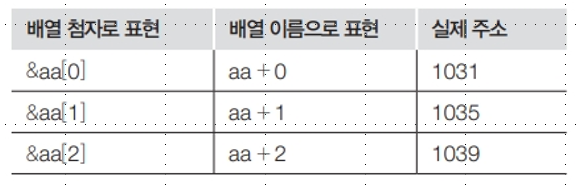 배열 첨자로 표현 배열 이름으로 표현 실제 주소
&aa[0] aa + 0 1031
&aa[1] aa + 1 1035
&aa[2] aa + 2 1039